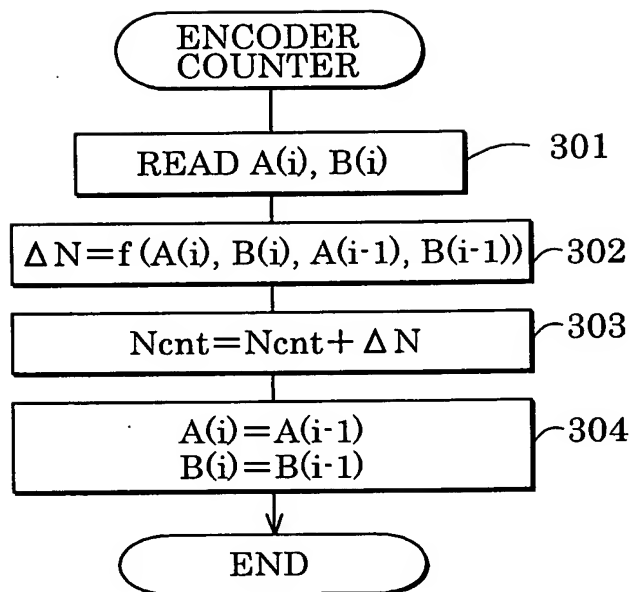 ENCODER
COUNTER
READ A(i), B(i)
301
ΔN=f(A(i), B(i), A(i-1), B(i-1))
302
Ncnt=Ncnt+ΔN
303
A(i)=A(i-1)
B(i)=B(i-1)
304
END